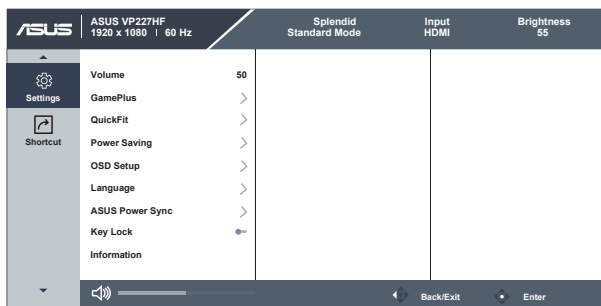 ASUS
ASUS VP227HF
1920 x 1080 | 60 Hz
Splendid
Standard Mode
Input
HDMI
Brightness
55
Settings
Shortcut
Volume 50
GamePlus
QuickFit
Power Saving
OSD Setup
Language
ASUS Power Sync
Key Lock
Information
Back/Exit
Enter